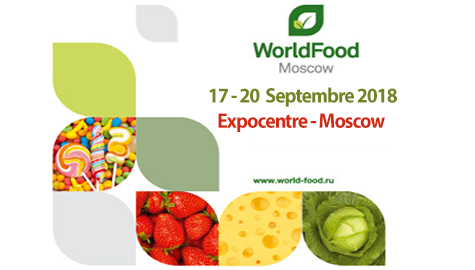 WorldFood
Moscow
17 - 20 Septembre 2018
Expocentre - Moscow
www.world-food.ru